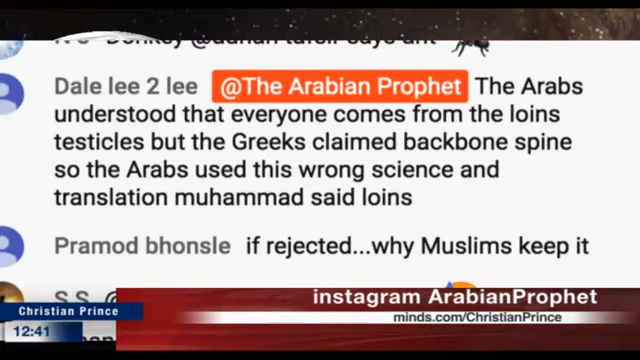 Dale lee 2 lee @The Arabian Prophet The Arabs
understood that everyone comes from the loins
testicles but the Greeks claimed backbone spine
so the Arabs used this wrong science and
translation muhammad said loins
Pramod bhonsle if rejected...why Muslims keep it
S.S.
instagram ArabianProphet
Christian Prince
minds.com/ChristianPrince
12:41